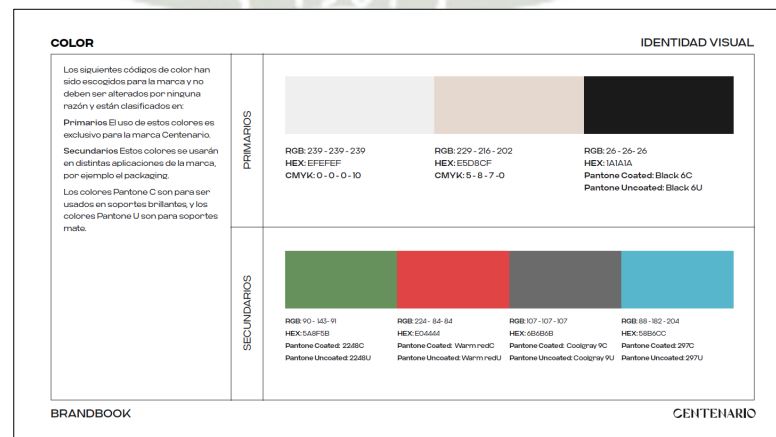 COLOR
IDENTIDAD VISUAL
Los siguientes códigos de color han
sido escogidos para la marca y no
deben ser alterados por ninguna
razón y están clasificados en:
Primarios El uso de estos colores es
exclusivo para la marca Centenario.
Secundarios Estos colores se usarán
en distintas aplicaciones de la marca,
por ejemplo el packaging.
Los colores Pantone C son para ser
usados en soportes brillantes, y los
colores Pantone U son para soportes
mate.
PRIMARIOS
RGB: 239 - 239 - 239
HEX: EFEFEF
CMYK: 0 - 0 - 0 -10
RGB: 229 - 216 - 202
HEX: E5D8CF
CMYK: 5 - 8 - 7 -0
RGB: 26 - 26- 26
HEX: 1A1A1A
Pantone Coated: Black 6C
Pantone Uncoated: Black 6U
SECUNDARIOS
RGB: 90 - 143- 91
HEX: 5A8F5B
Pantone Coated: 2248C
Pantone Uncoated: 2248U
RGB: 224 - 84- 84
HEX: E04444
Pantone Coated: Warm redC
Pantone Uncoated: Warm redU
RGB: 107 - 107 - 107
HEX: 6B6B6B
Pantone Coated: Coolgray 9C
Pantone Uncoated: Coolgray 9U
RGB: 88 - 182 - 204
HEX: 58B6CC
Pantone Coated: 297C
Pantone Uncoated: 297U
BRANDBOOK
CENTENARIO